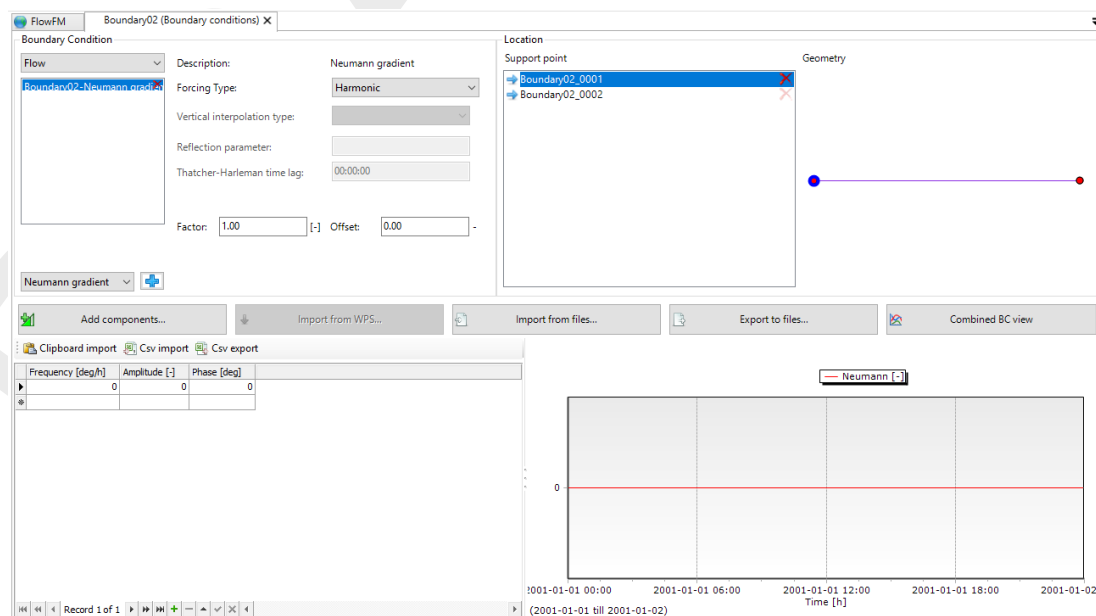 FlowFM
Boundary02 (Boundary conditions)
Boundary Condition
Flow
Description:
Neumann gradient
Boundary02-Neumann gradien
Forcing Type:
Harmonic
Vertical interpolation type:
Reflection parameter:
Thatcher-Harleman time lag:
00:00:00
Factor:
1.00
[-]
Offset:
0.00
-
Neumann gradient
Location
Support point
Geometry
Boundary02_0001
Boundary02_0002
Add components...
Import from WPS...
Import from files...
Export to files...
Combined BC view
Clipboard import
Csv import
Csv export
Frequency [deg/h]
Amplitude [-]
Phase [deg]
0
0
0
Record 1 of 1
Neumann [-]
0
2001-01-01 00:00
2001-01-01 06:00
2001-01-01 12:00
2001-01-01 18:00
2001-01-02
Time [h]
(2001-01-01 till 2001-01-02)